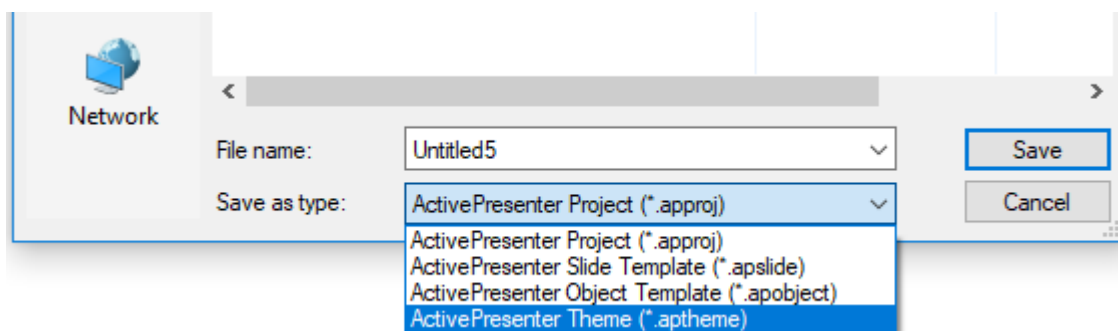 Network
File name:
Untitled5
Save
Save as type:
ActivePresenter Project (*.approj)
Cancel
ActivePresenter Project (*.approj)
ActivePresenter Slide Template (*.apslide)
ActivePresenter Object Template (*.apobject)
ActivePresenter Theme (*.aptheme)